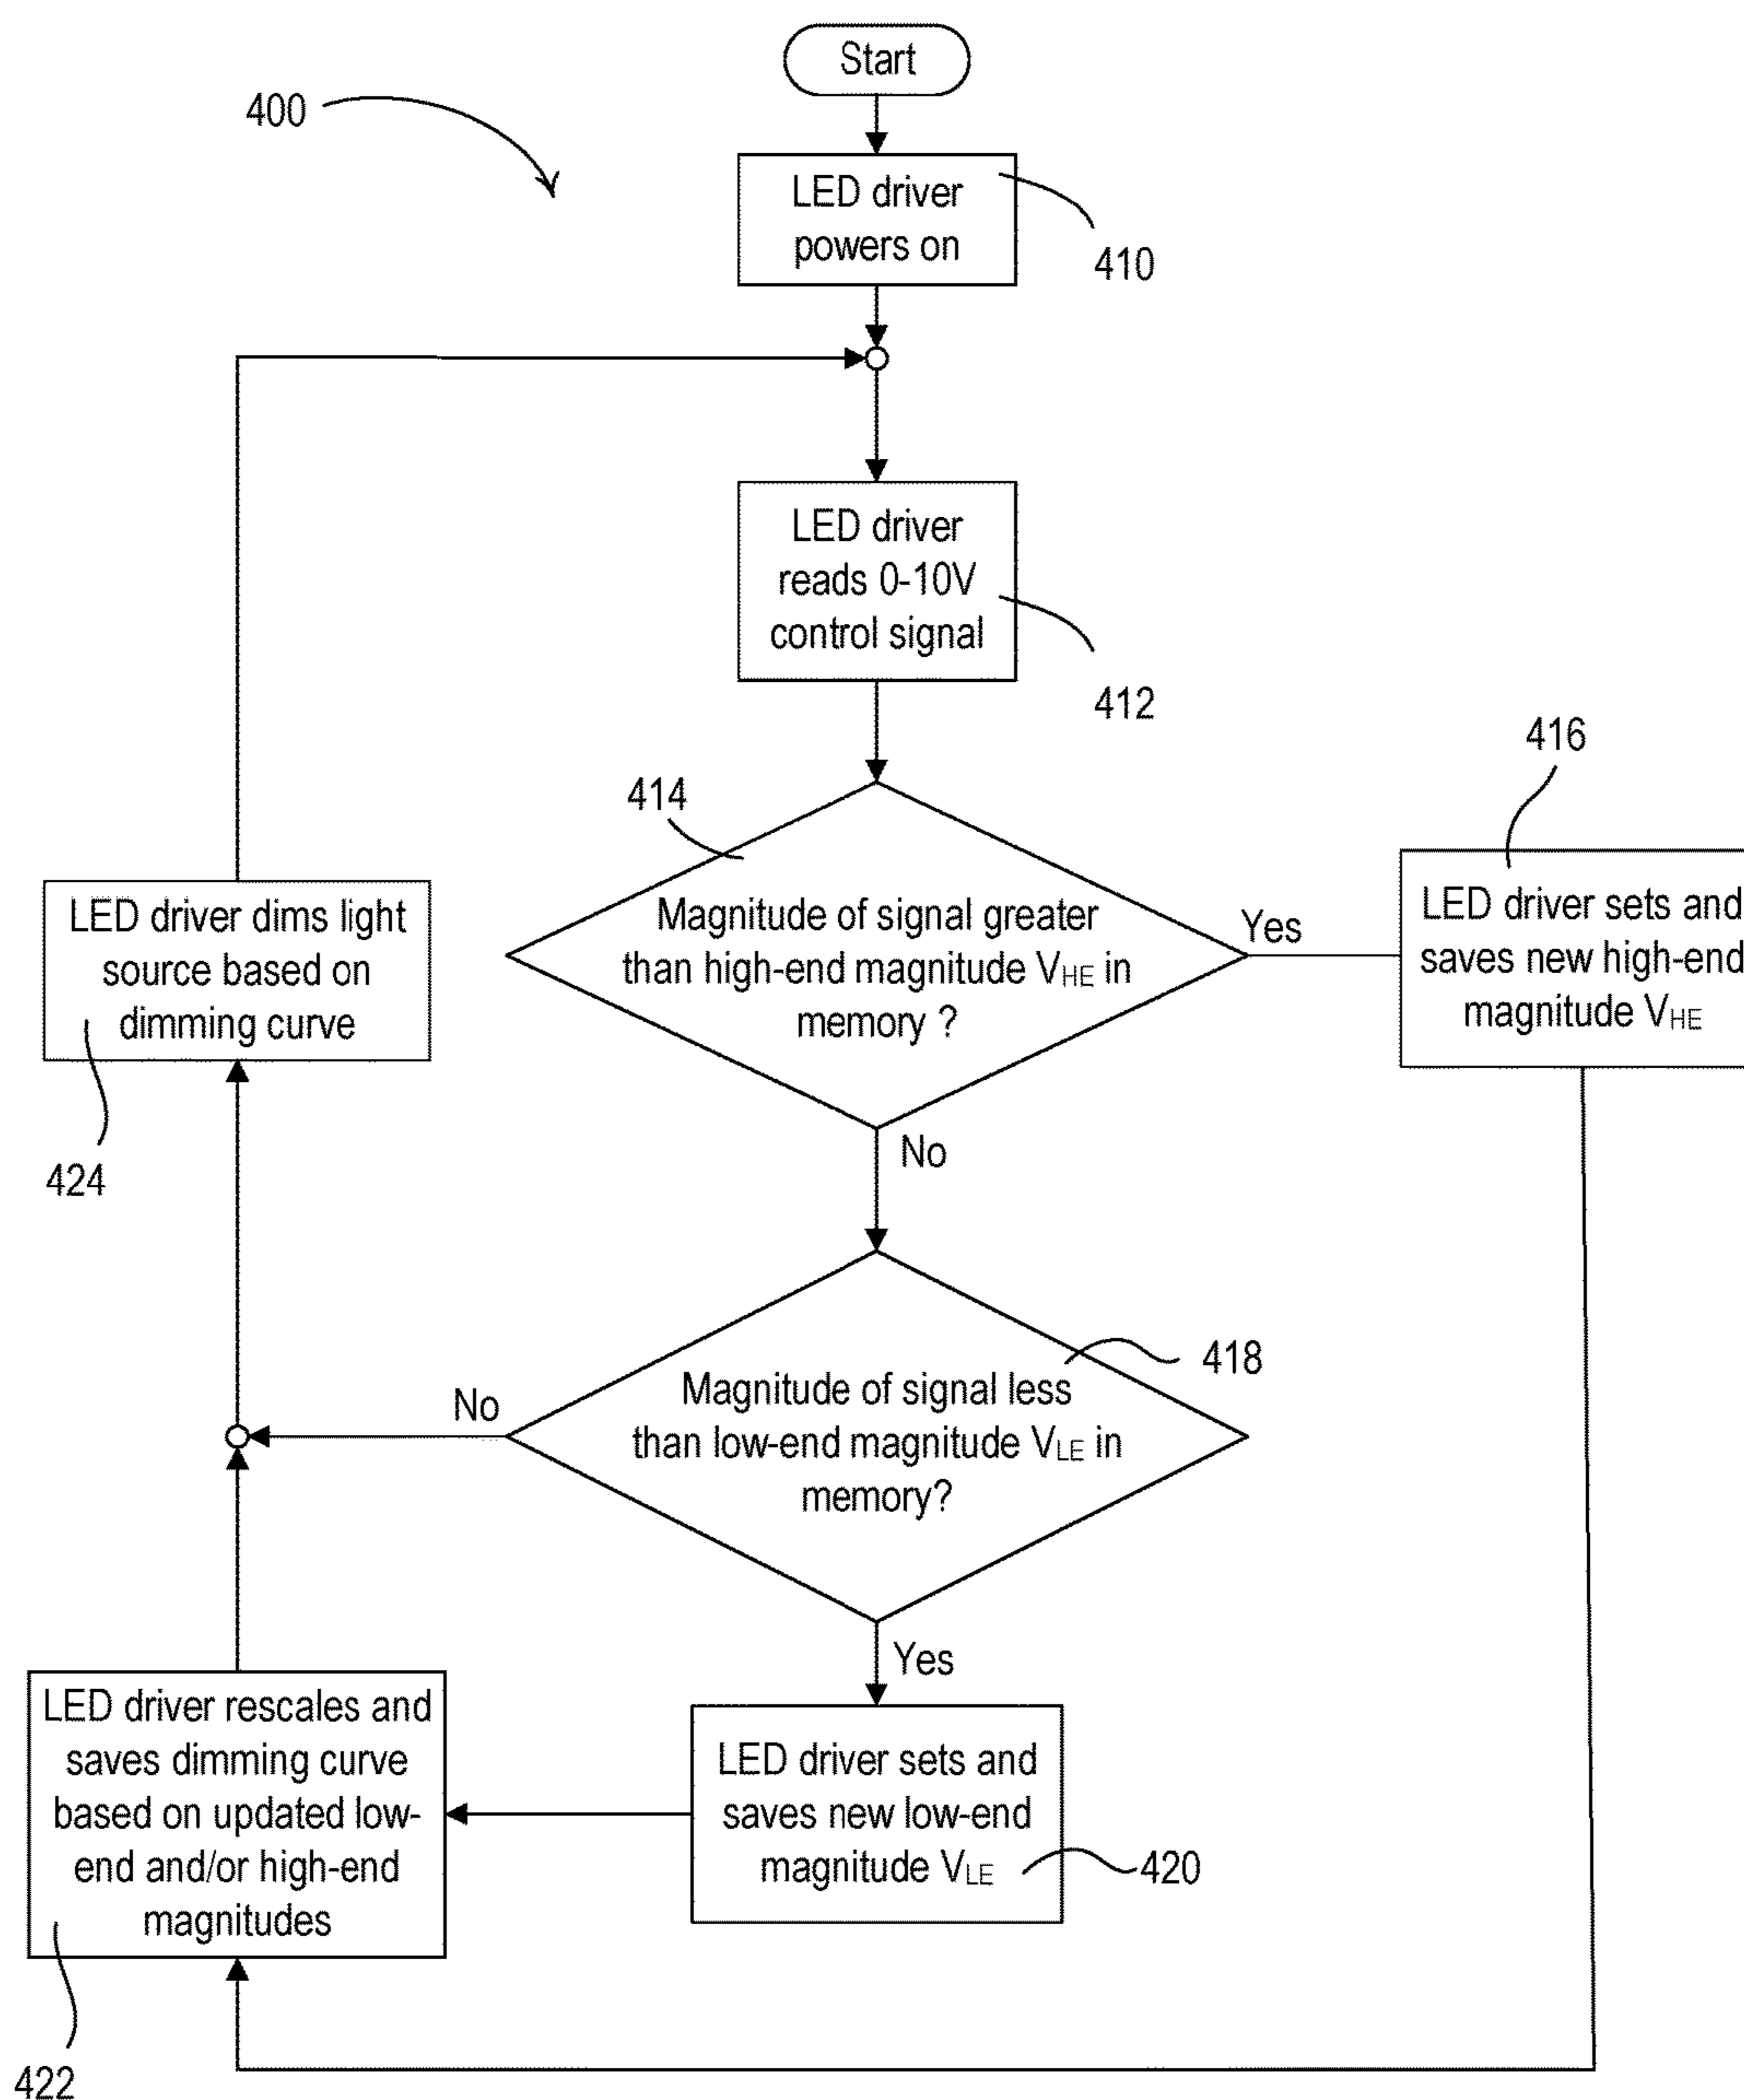 Start
400
LED driver
powers on
410
LED driver
reads 0-10V
control signal
412
414
Magnitude of signal greater
than high-end magnitude VHE in
memory ?
Yes
416
LED driver sets and
saves new high-end
magnitude VHE
LED driver dims light
source based on
dimming curve
424
No
418
Magnitude of signal less
than low-end magnitude VLE in
memory?
No
Yes
LED driver rescales and
saves dimming curve
based on updated low-
end and/or high-end
magnitudes
422
LED driver sets and
saves new low-end
magnitude VLE
420